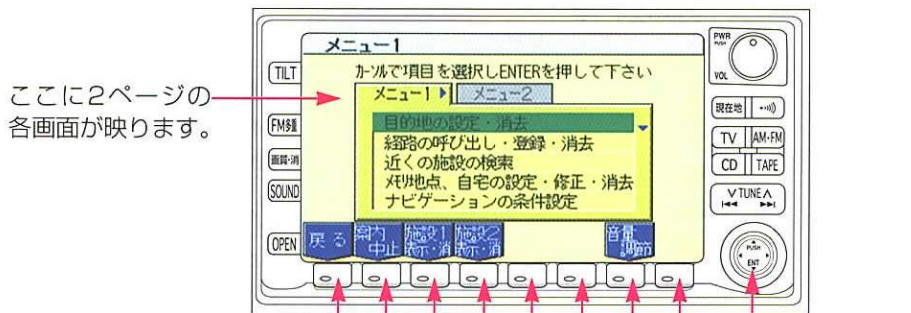 ここに2ページの
各画面が映ります。
メニュー1
カーソルで項目を選択しENTERを押して下さい
メニュー1 メニュー2
目的地の設定・消去
経路の呼び出し・登録・消去
近くの施設の検索
メモリ地点、自宅の設定・修正・消去
ナビゲーションの条件設定
戻る
案内中止
施設1表示・消
施設2表示・消
音量調節
TILT
FM多重
画質・消
SOUND
OPEN
PWR
PUSH
VOL
現在地
TV AM・FM
CD TAPE
∨ TUNE ∧
PUSH
ENT